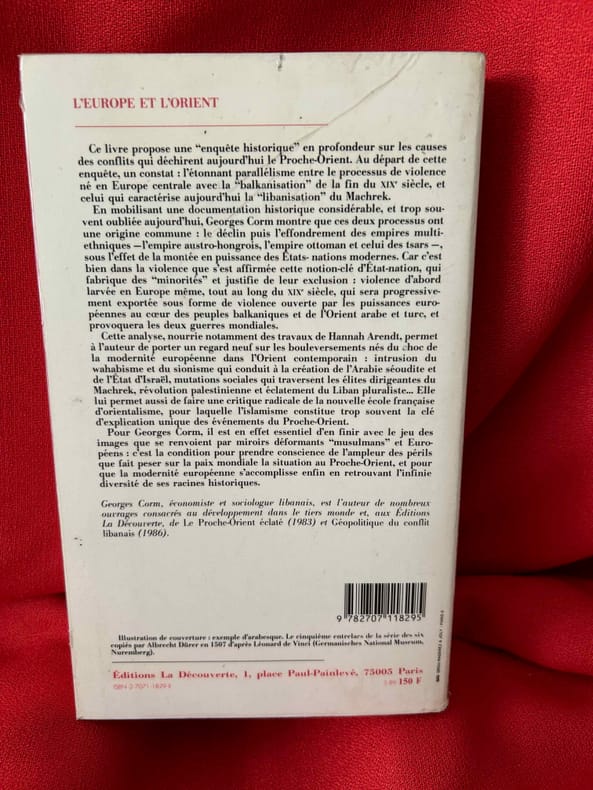 L'EUROPE ET L'ORIENT
Ce livre propose une “enquête historique” en profondeur sur les causes
des conflits qui déchirent aujourd'hui le Proche-Orient. Au départ de cette
enquête, un constat : l'étonnant parallélisme entre le processus de violence
né en Europe centrale avec la “balkanisation” de la fin du XIXe siècle, et
celui qui caractérise aujourd'hui la “libanisation” du Machrek.
En mobilisant une documentation historique considérable, et trop sou-
vent oubliée aujourd'hui, Georges Corm montre que ces deux processus ont
une origine commune : le déclin puis l'effondrement des empires multi-
ethniques —l'empire austro-hongrois, l'empire ottoman et celui des tsars —,
sous l'effet de la montée en puissance des États- nations modernes. Car c'est
bien dans la violence que s'est affirmée cette notion-clé d'État-nation, qui
fabrique des “minorités” et justifie de leur exclusion : violence d'abord
larvée en Europe même, tout au long du XIXe siècle, qui sera progressive-
ment exportée sous forme de violence ouverte par les puissances euro-
péennes au cœur des peuples balkaniques et de l'Orient arabe et turc, et
provoquera les deux guerres mondiales.
Cette analyse, nourrie notamment des travaux de Hannah Arendt, permet
à l'auteur de porter un regard neuf sur les bouleversements nés du choc de
la modernité européenne dans l'Orient contemporain : intrusion du
wahabisme et du sionisme qui conduit à la création de l'Arabie séoudite et
de l'État d'Israël, mutations sociales qui traversent les élites dirigeantes du
Machrek, révolution palestinienne et éclatement du Liban pluraliste... Elle
lui permet aussi de faire une critique radicale de la nouvelle école française
d'orientalisme, pour laquelle l'islamisme constitue trop souvent la clé
d'explication unique des événements du Proche-Orient.
Pour Georges Corm, il est en effet essentiel d'en finir avec le jeu des
images que se renvoient par miroirs déformants “musulmans” et Euro-
péens : c'est la condition pour prendre conscience de l'ampleur des périls
que fait peser sur la paix mondiale la situation au Proche-Orient, et pour
que la modernité européenne s'accomplisse enfin en retrouvant l'infinie
diversité de ses racines historiques.
Georges Corm, économiste et sociologue libanais, est l'auteur de nombreux
ouvrages consacrés au développement dans le tiers monde et, aux Éditions
La Découverte, de Le Proche-Orient éclaté (1983) et Géopolitique du conflit
libanais (1986).
9 782707 118295
Illustration de couverture : exemple d'arabesque. Le cinquième entrelacs de la série des six
copiés par Albrecht Dürer en 1507 d'après Léonard de Vinci (Germanisches National Museum,
Nuremberg).
Éditions La Découverte, 1, place Paul-Painlevé, 75005 Paris
ISBN 2-7071-1829-
150 F